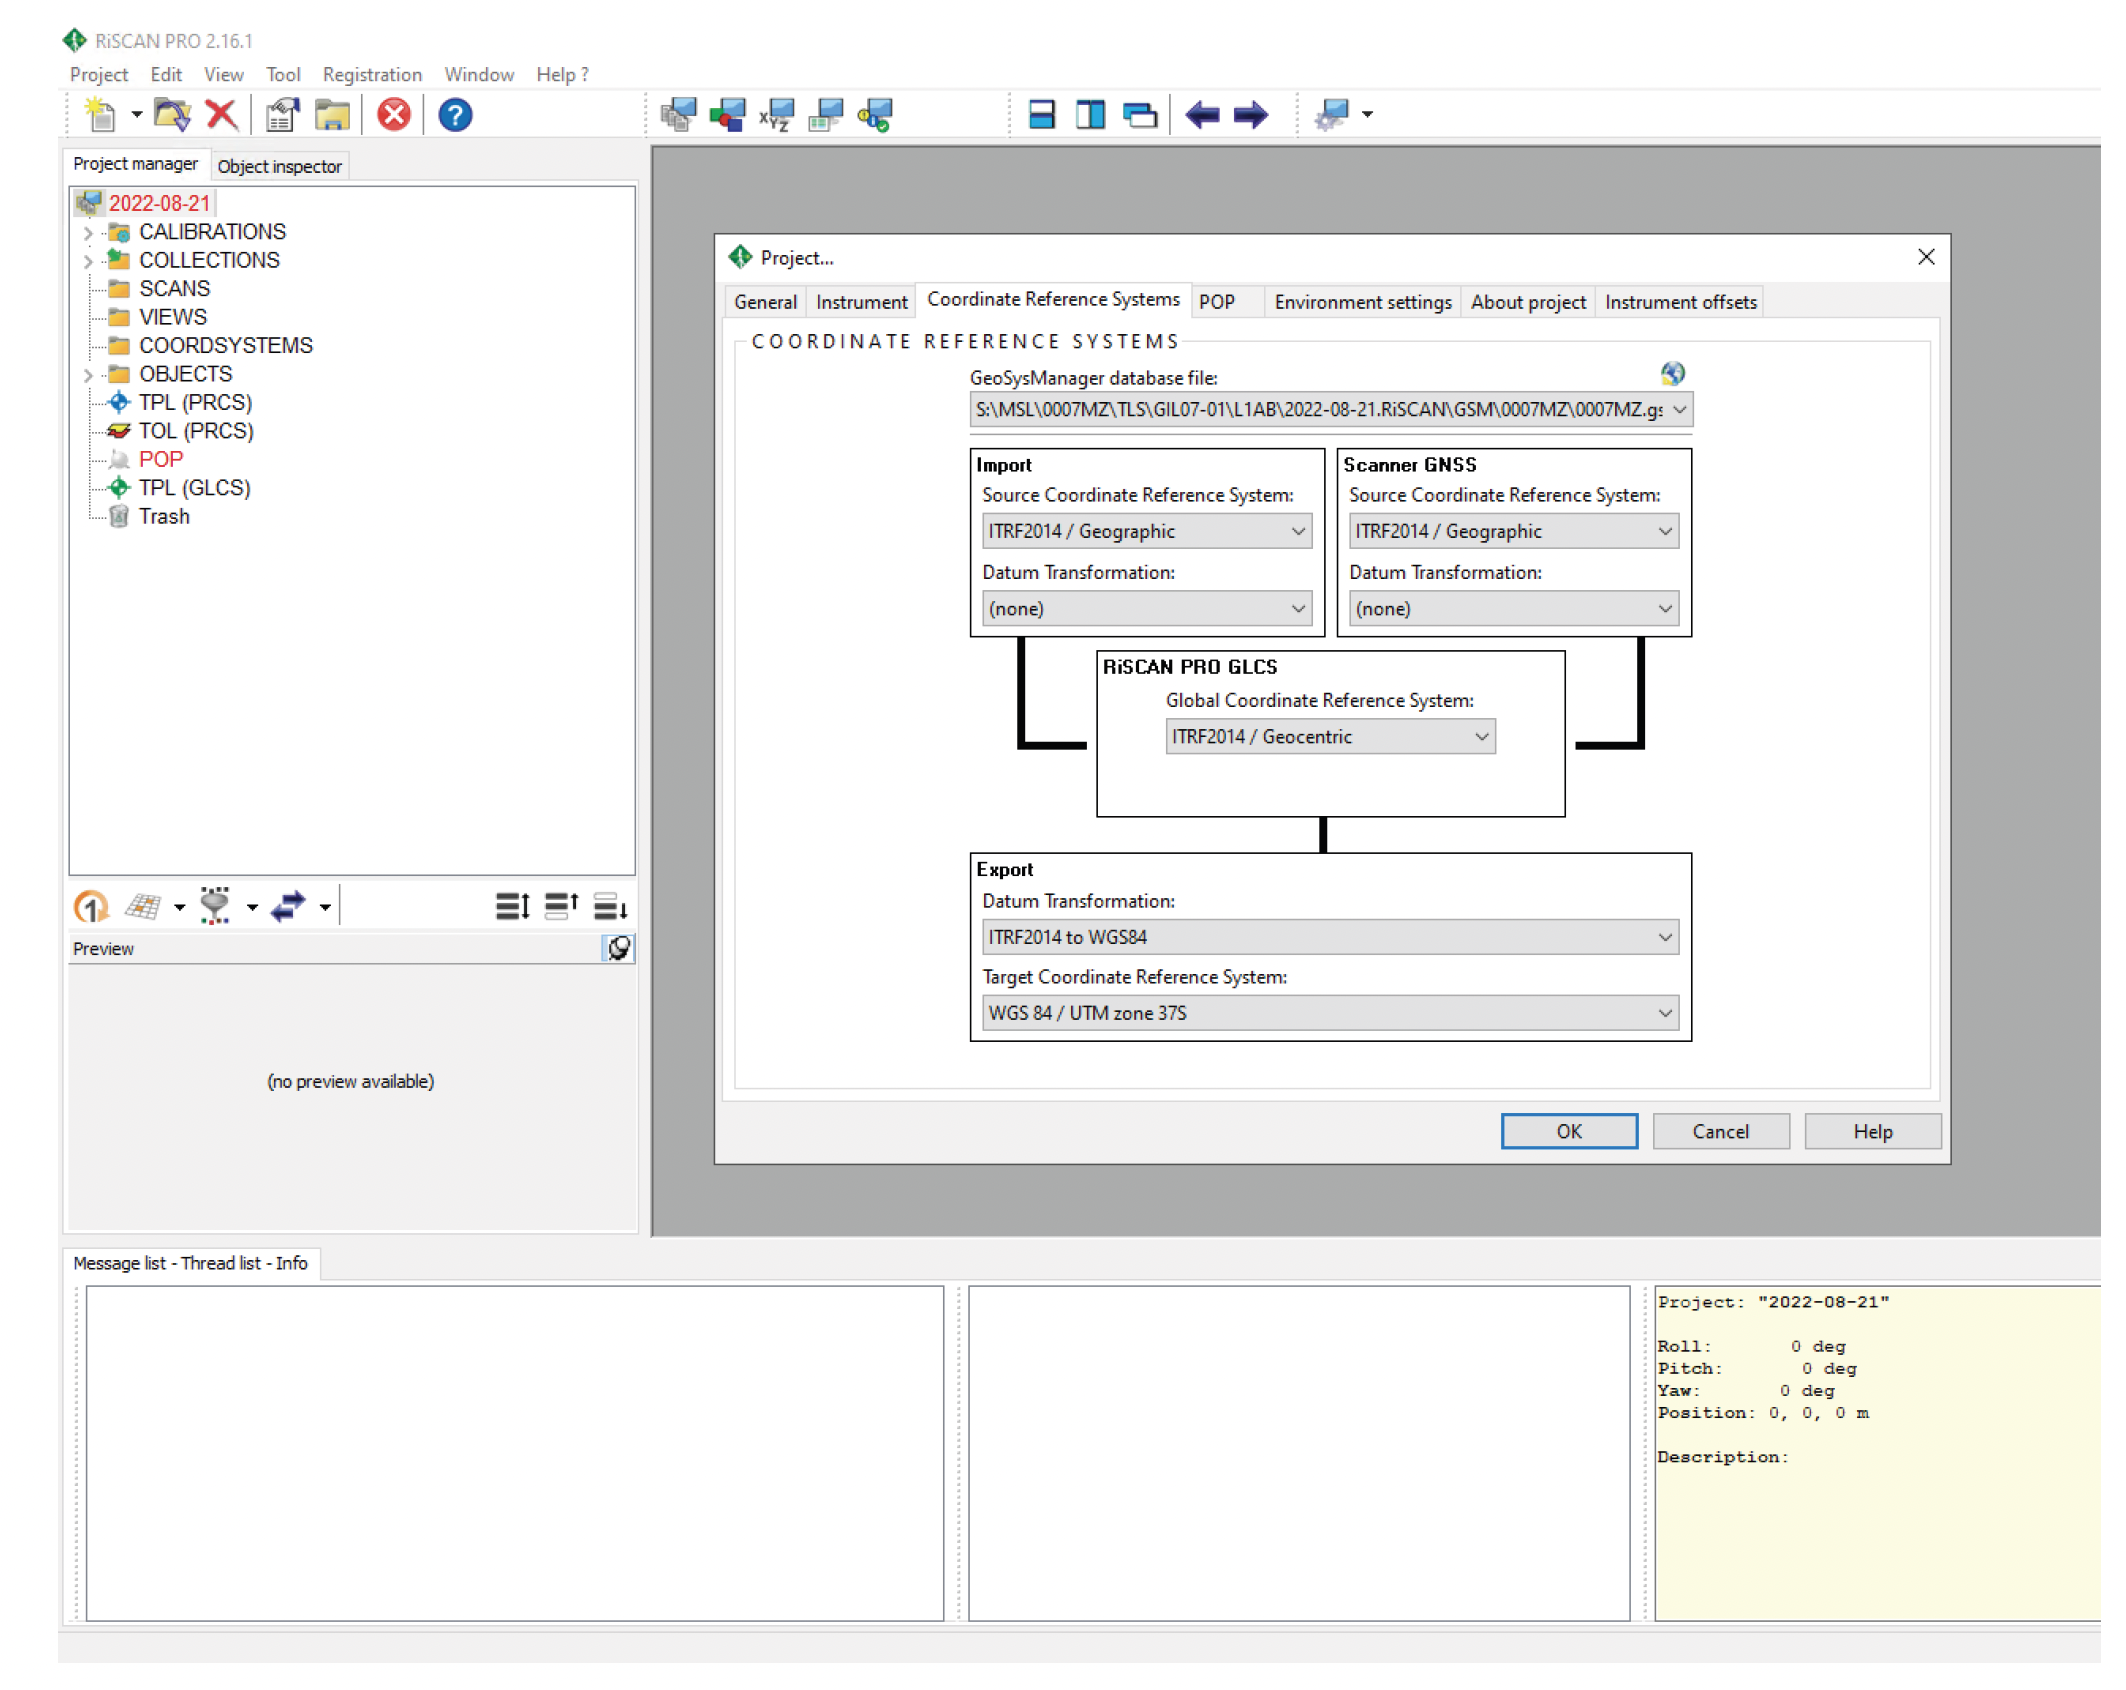 RiSCAN PRO 2.16.1
Project Edit View Tool Registration Window Help ?
Project manager Object inspector
2022-08-21
CALIBRATIONS
COLLECTIONS
SCANS
VIEWS
COORDSYSTEMS
OBJECTS
TPL (PRCS)
TOL (PRCS)
POP
TPL (GLCS)
Trash
Preview
(no preview available)
Project...
General Instrument Coordinate Reference Systems POP Environment settings About project Instrument offsets
COORDINATE REFERENCE SYSTEMS
GeoSysManager database file:
S:\MSL\0007MZ\TLS\GIL07-01\L1AB\2022-08-21.RiSCAN\GSM\0007MZ\0007MZ.gs
Import
Source Coordinate Reference System:
ITRF2014 / Geographic
Datum Transformation:
(none)
Scanner GNSS
Source Coordinate Reference System:
ITRF2014 / Geographic
Datum Transformation:
(none)
RiSCAN PRO GLCS
Global Coordinate Reference System:
ITRF2014 / Geocentric
Export
Datum Transformation:
ITRF2014 to WGS84
Target Coordinate Reference System:
WGS 84 / UTM zone 37S
OK Cancel Help
Message list - Thread list - Info
Project: "2022-08-21"
Roll: 0 deg
Pitch: 0 deg
Yaw: 0 deg
Position: 0, 0, 0 m
Description: